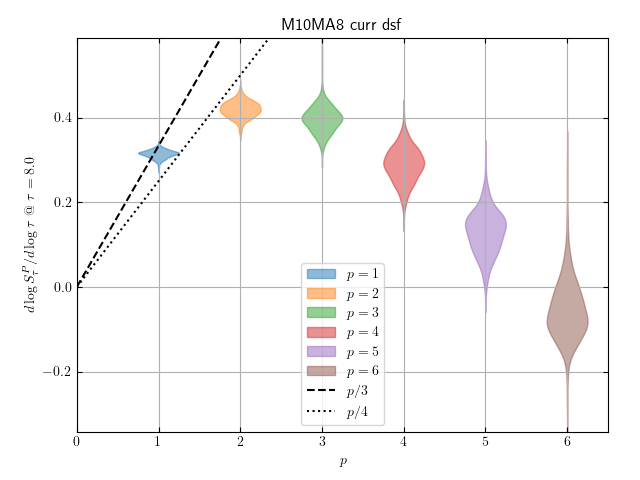 M10MA8 curr dsf
d log S_τ^P / d log τ @ τ = 8.0
0.4
0.2
0.0
−0.2
p = 1
p = 2
p = 3
p = 4
p = 5
p = 6
p/3
p/4
0 1 2 3 4 5 6
p